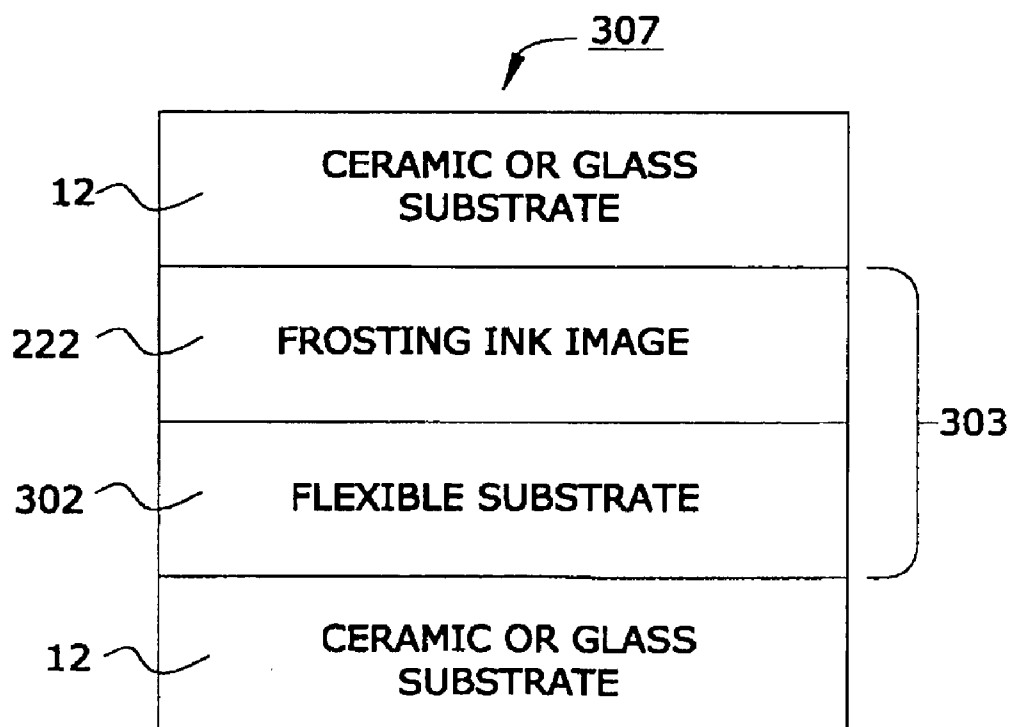 307
CERAMIC OR GLASS
SUBSTRATE
12
FROSTING INK IMAGE
222
303
FLEXIBLE SUBSTRATE
302
CERAMIC OR GLASS
SUBSTRATE
12